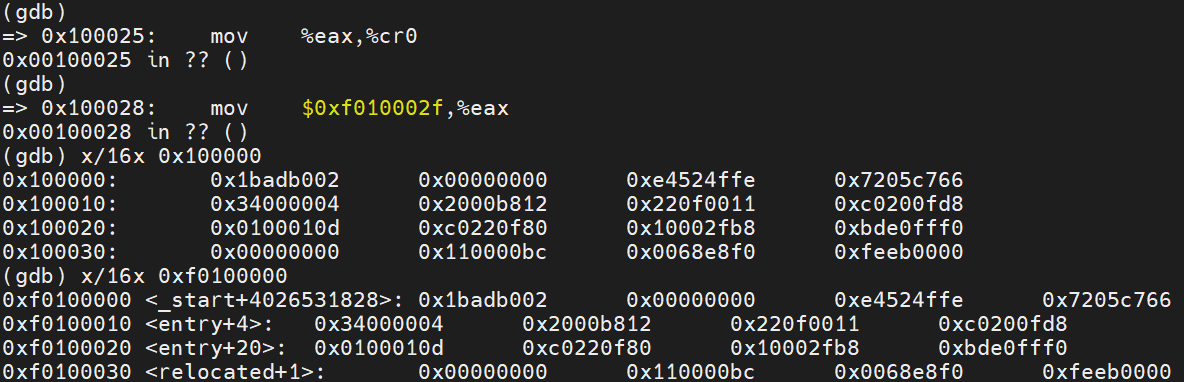 (gdb)
=> 0x100025:    mov    %eax,%cr0
0x00100025 in ?? ()
(gdb)
=> 0x100028:    mov    $0xf010002f,%eax
0x00100028 in ?? ()
(gdb) x/16x 0x100000
0x100000:       0x1badb002      0x00000000      0xe4524ffe      0x7205c766
0x100010:       0x34000004      0x2000b812      0x220f0011      0xc0200fd8
0x100020:       0x0100010d      0xc0220f80      0x10002fb8      0xbde0fff0
0x100030:       0x00000000      0x110000bc      0x0068e8f0      0xfeeb0000
(gdb) x/16x 0xf0100000
0xf0100000 <_start+4026531828>: 0x1badb002      0x00000000      0xe4524ffe      0x7205c766
0xf0100010 <entry+4>:   0x34000004      0x2000b812      0x220f0011      0xc0200fd8
0xf0100020 <entry+20>:  0x0100010d      0xc0220f80      0x10002fb8      0xbde0fff0
0xf0100030 <relocated+1>:       0x00000000      0x110000bc      0x0068e8f0      0xfeeb0000